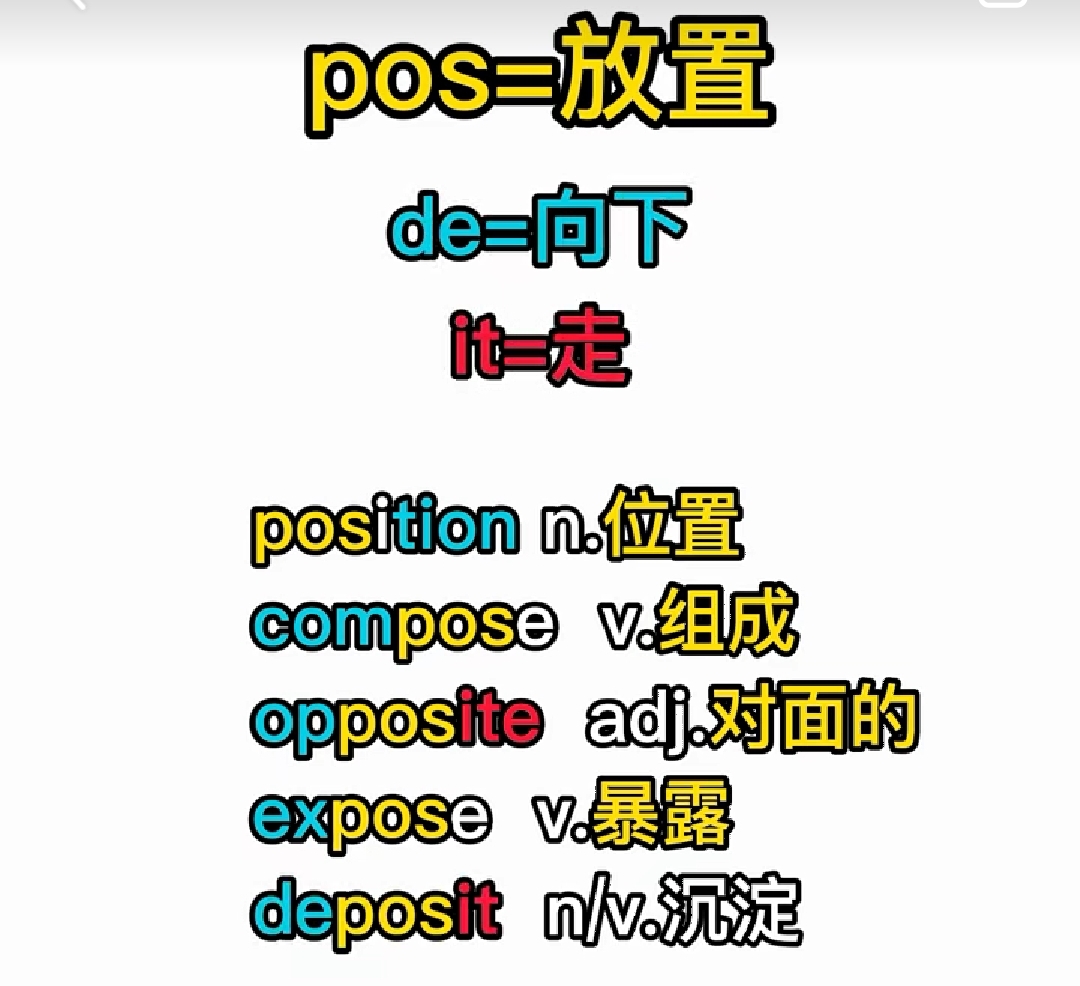 pos=放置
de=向下
it=走
position n.位置
compose v.组成
opposite adj.对面的
expose v.暴露
deposit n/v.沉淀